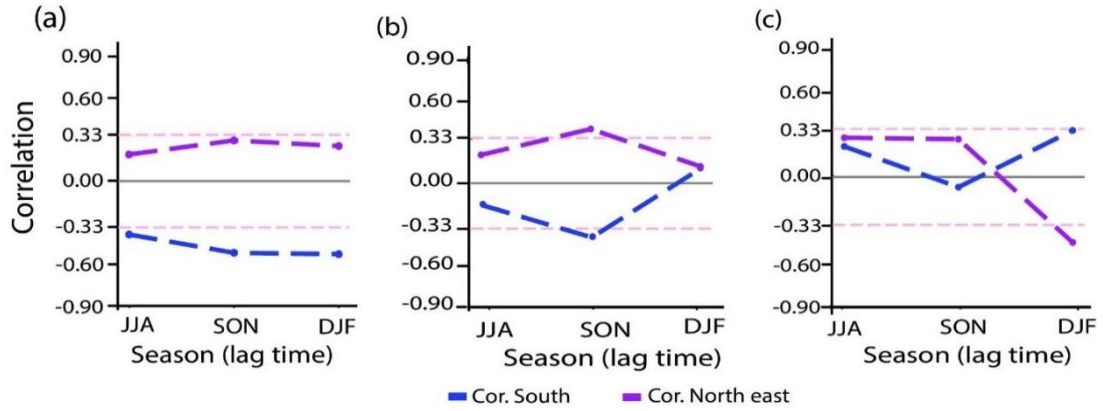 (a)
Correlation
0.90
0.60
0.33
0.00
-0.33
-0.60
-0.90
JJA SON DJF
Season (lag time)
(b)
0.90
0.60
0.33
0.00
-0.33
-0.60
-0.90
JJA SON DJF
Season (lag time)
(c)
0.90
0.60
0.33
0.00
-0.33
-0.60
-0.90
JJA SON DJF
Season (lag time)
Cor. South Cor. North east